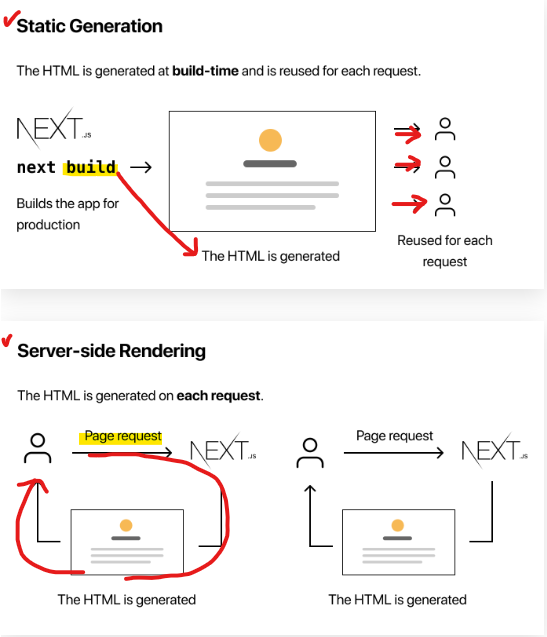 Static Generation
The HTML is generated at build-time and is reused for each request.
NEXT.JS
next build
Builds the app for
production
The HTML is generated
Reused for each
request
Server-side Rendering
The HTML is generated on each request.
Page request
NEXT.JS
The HTML is generated
Page request
NEXT.JS
The HTML is generated